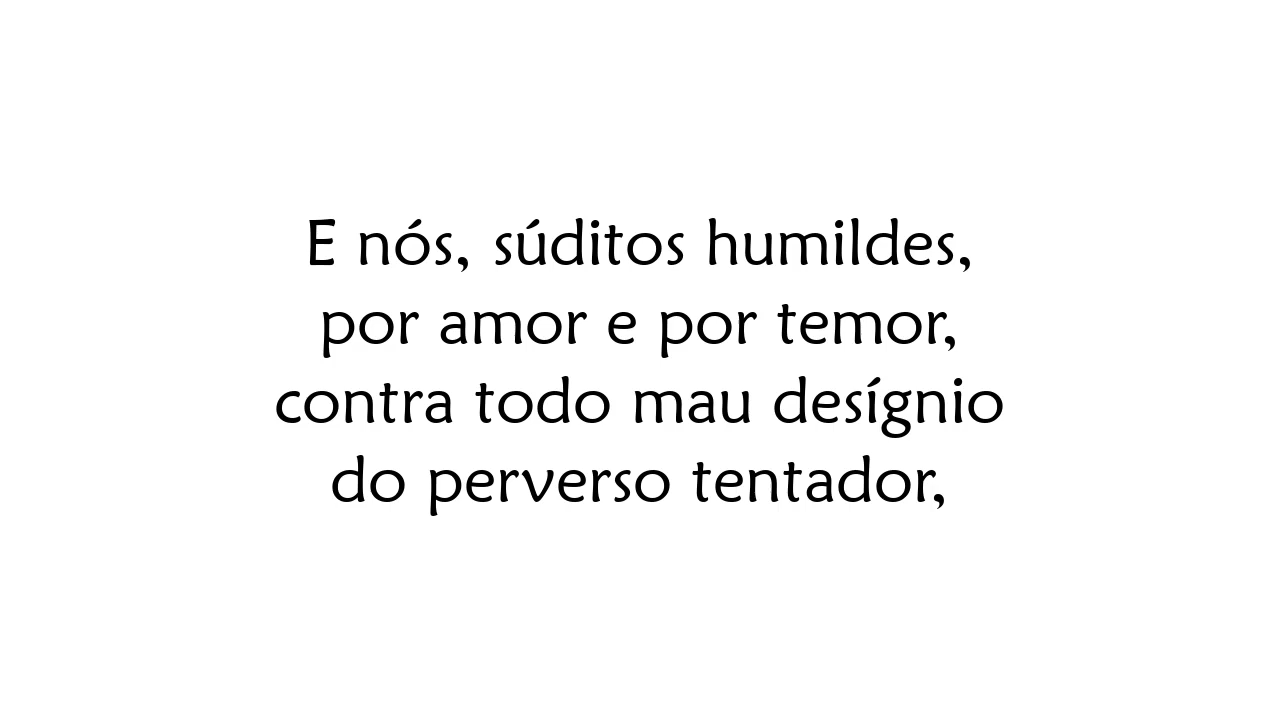 E nós, súditos humildes,
por amor e por temor,
contra todo mau desígnio
do perverso tentador,